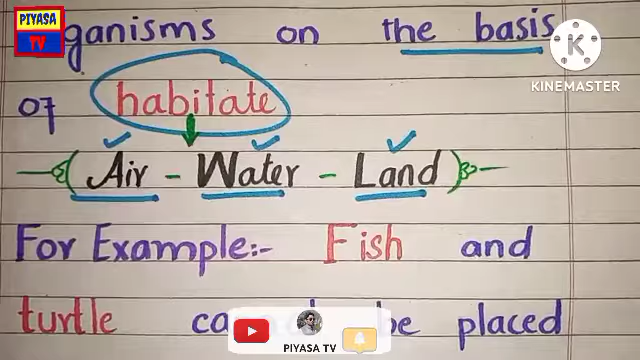 PIYASA
TV
ganisms on the basis
KINEMASTER
of habitate
Air - Water - Land
For Example:- Fish and
turtle be placed
PIYASA TV